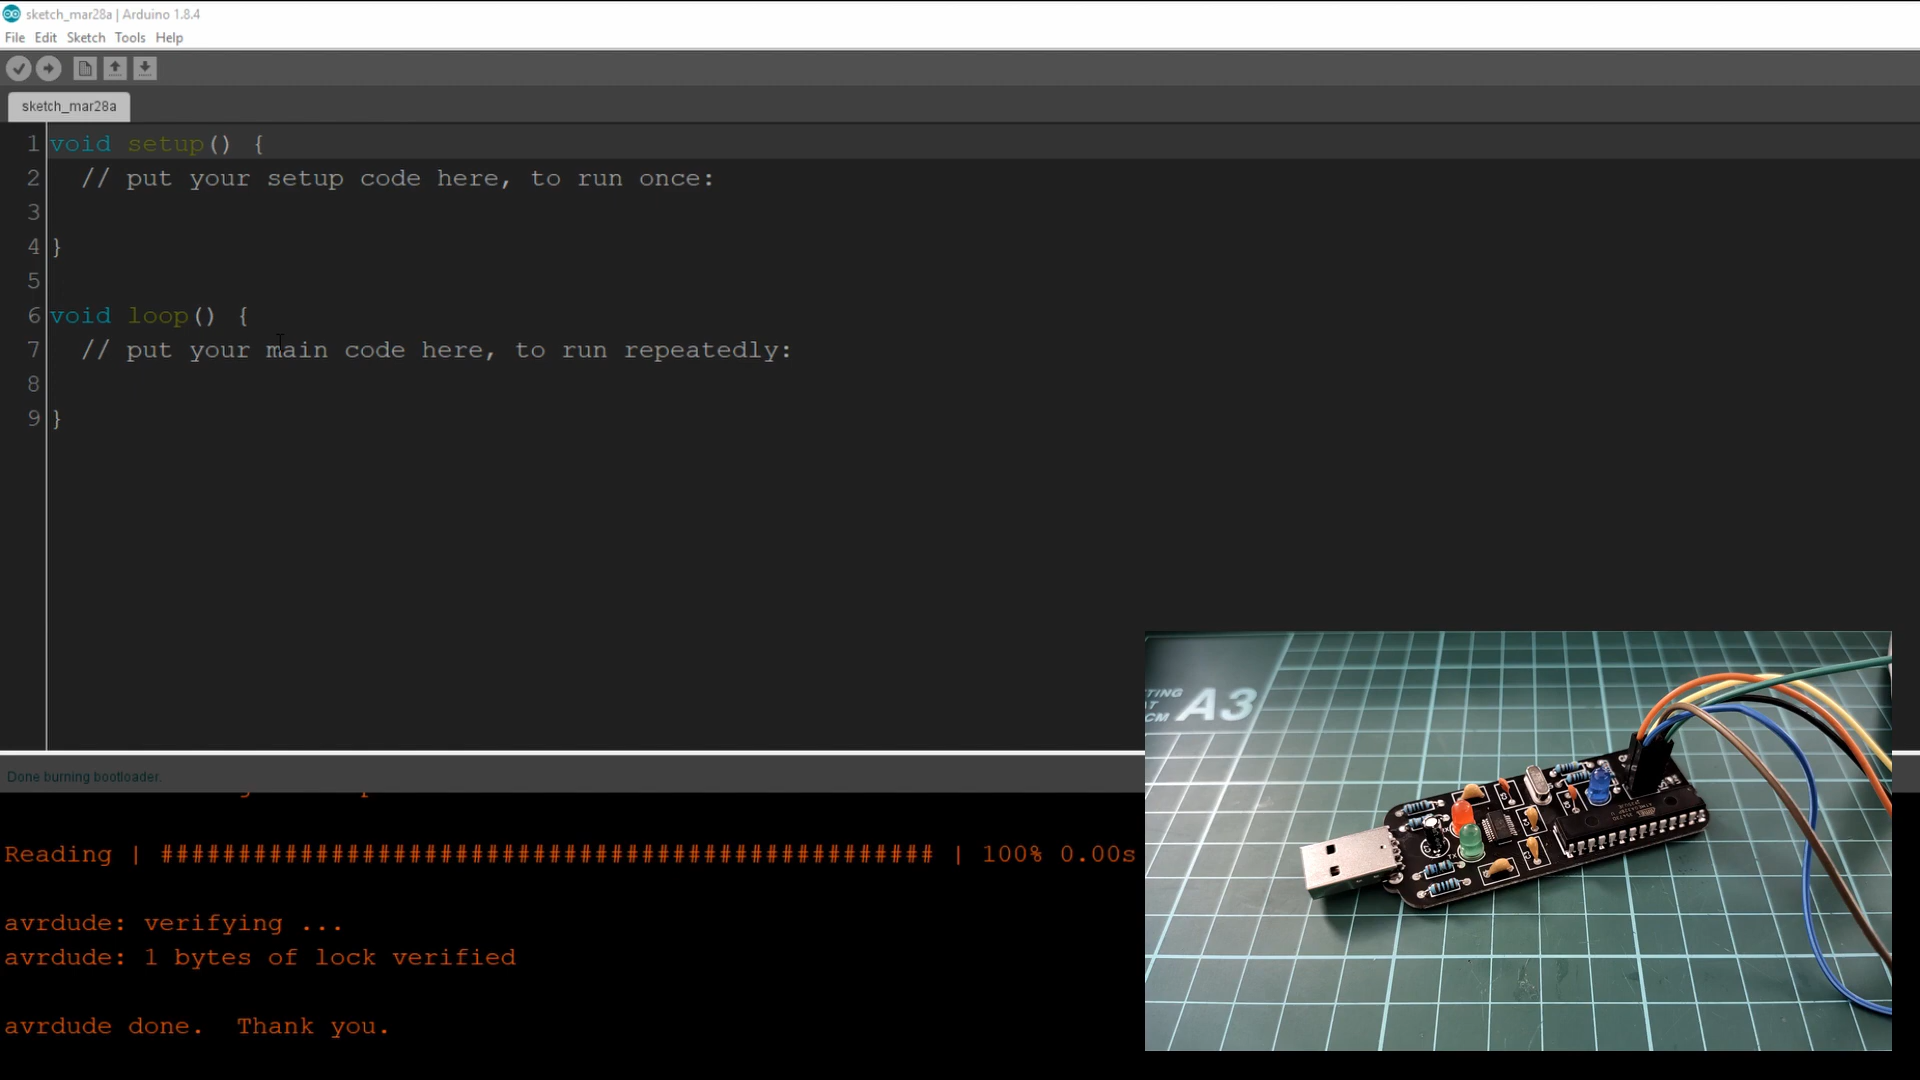 sketch_mar28a | Arduino 1.8.4
File Edit Sketch Tools Help
sketch_mar28a
1 void setup() {
2 // put your setup code here, to run once:
3
4 }
5
6 void loop() {
7 // put your main code here, to run repeatedly:
8
9 }
Done burning bootloader.
Reading | ################################################## | 100% 0.00s
avrdude: verifying ...
avrdude: 1 bytes of lock verified
avrdude done. Thank you.
TING
AT
CM
A3